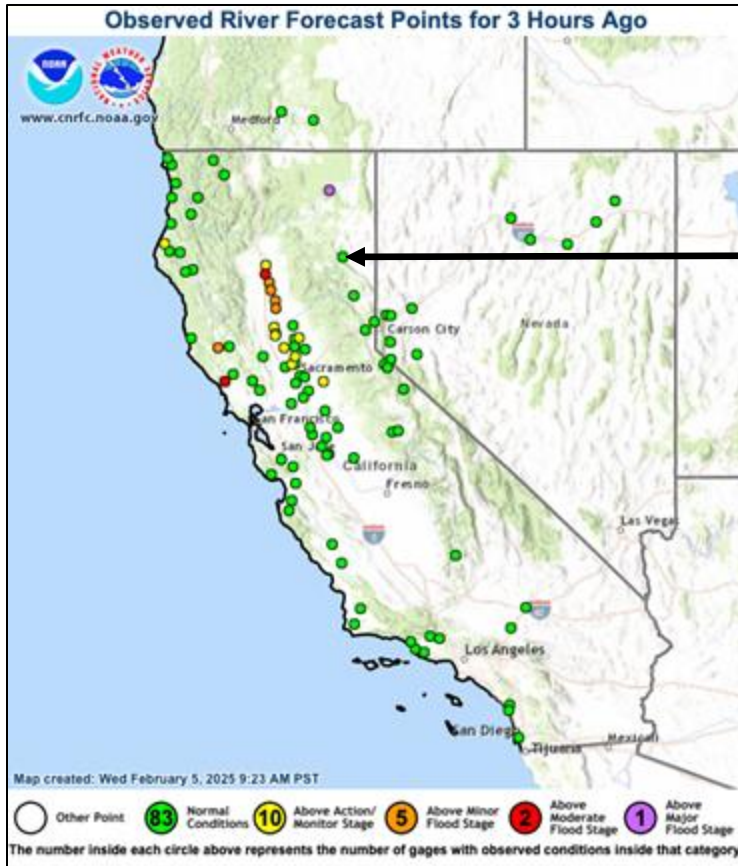 Observed River Forecast Points for 3 Hours Ago
NOAA
NATIONAL WEATHER SERVICE
www.cnrfc.noaa.gov
Medford
Carson City
Nevada
Sacramento
San Francisco
San Jose
California
Fresno
Las Vegas
Los Angeles
San Diego
Tijuana
Mexicali
Map created: Wed February 5, 2025 9:23 AM PST
Other Point
83 Normal Conditions
10 Above Action/ Monitor Stage
5 Above Minor Flood Stage
2 Above Moderate Flood Stage
1 Above Major Flood Stage
The number inside each circle above represents the number of gages with observed conditions inside that category